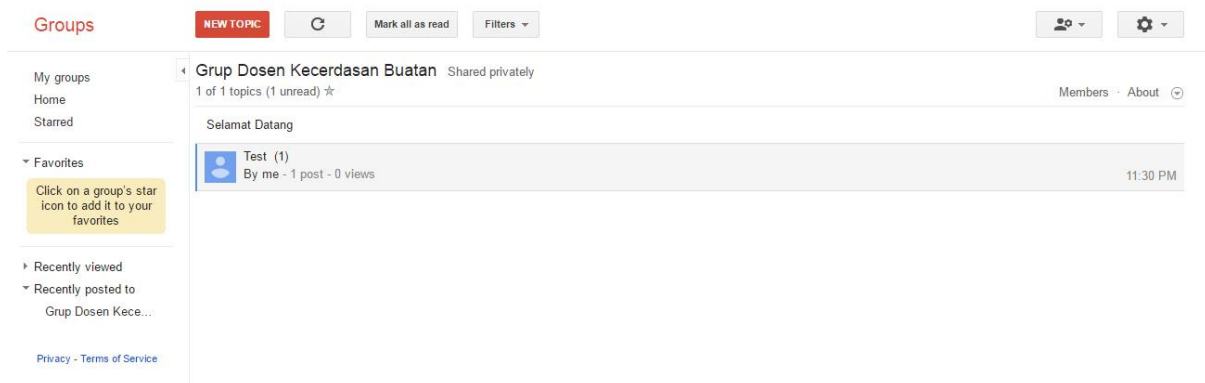 Groups
NEW TOPIC
Mark all as read
Filters
My groups
Home
Starred
Favorites
Click on a group's star
icon to add it to your
favorites
Recently viewed
Recently posted to
Grup Dosen Kece...
Privacy - Terms of Service
Grup Dosen Kecerdasan Buatan Shared privately
1 of 1 topics (1 unread)
Members · About
Selamat Datang
Test (1)
By me - 1 post - 0 views
11:30 PM